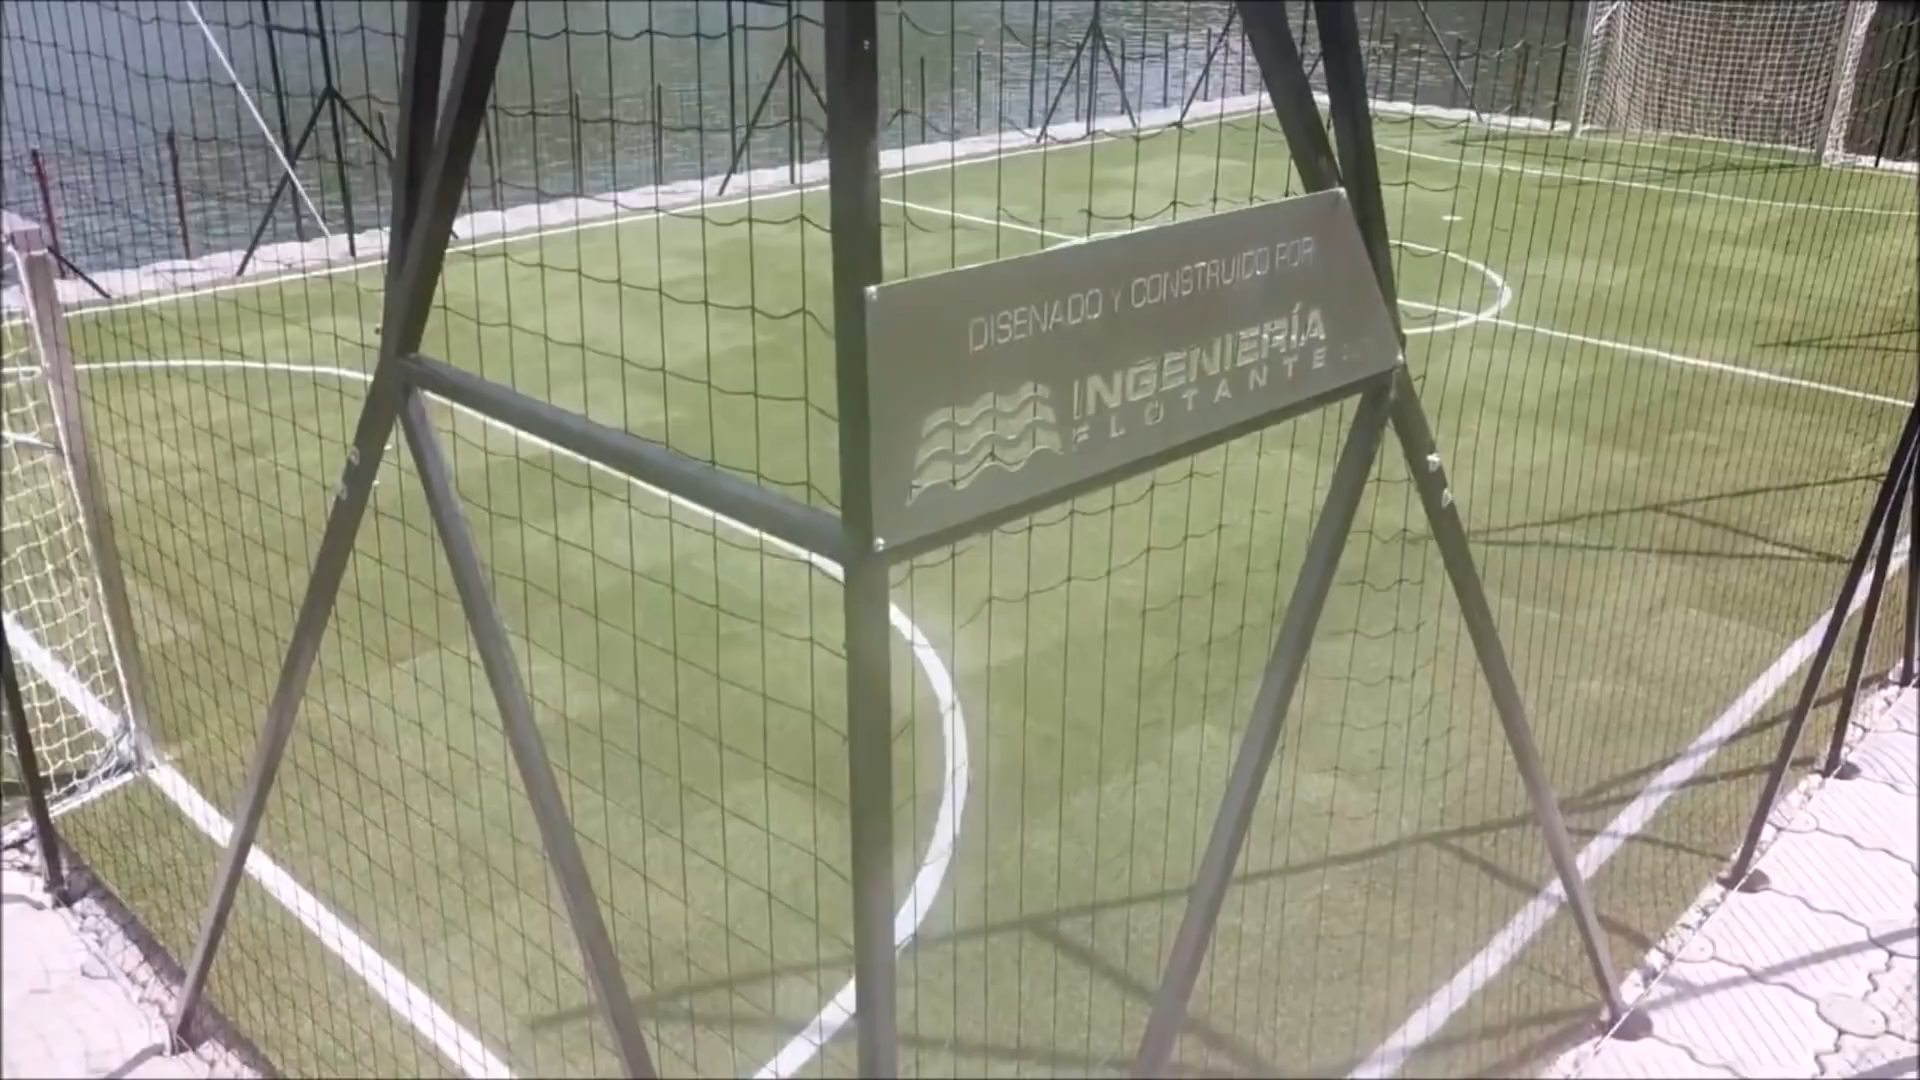 DISENADO Y CONSTRUIDO POR
INGENIERÍA
FLOTANTE